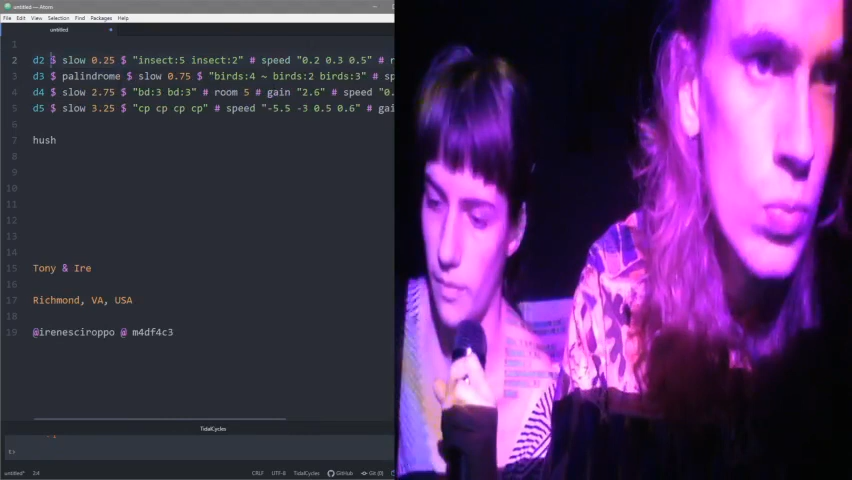 untitled — Atom
File Edit View Selection Find Packages Help
untitled
1
2 d2 $ slow 0.25 $ "insect:5 insect:2" # speed "0.2 0.3 0.5" # r
3 d3 $ palindrome $ slow 0.75 $ "birds:4 ~ birds:2 birds:3" # sp
4 d4 $ slow 2.75 $ "bd:3 bd:3" # room 5 # gain "2.6" # speed "0.
5 d5 $ slow 3.25 $ "cp cp cp cp" # speed "-5.5 -3 0.5 0.6" # gai
6
7 hush
8
9
10
11
12
13
14
15 Tony & Ire
16
17 Richmond, VA, USA
18
19 @irenesciroppo @ m4df4c3
TidalCycles
t>
untitled* 2:4 CRLF UTF-8 TidalCycles GitHub Git (0)